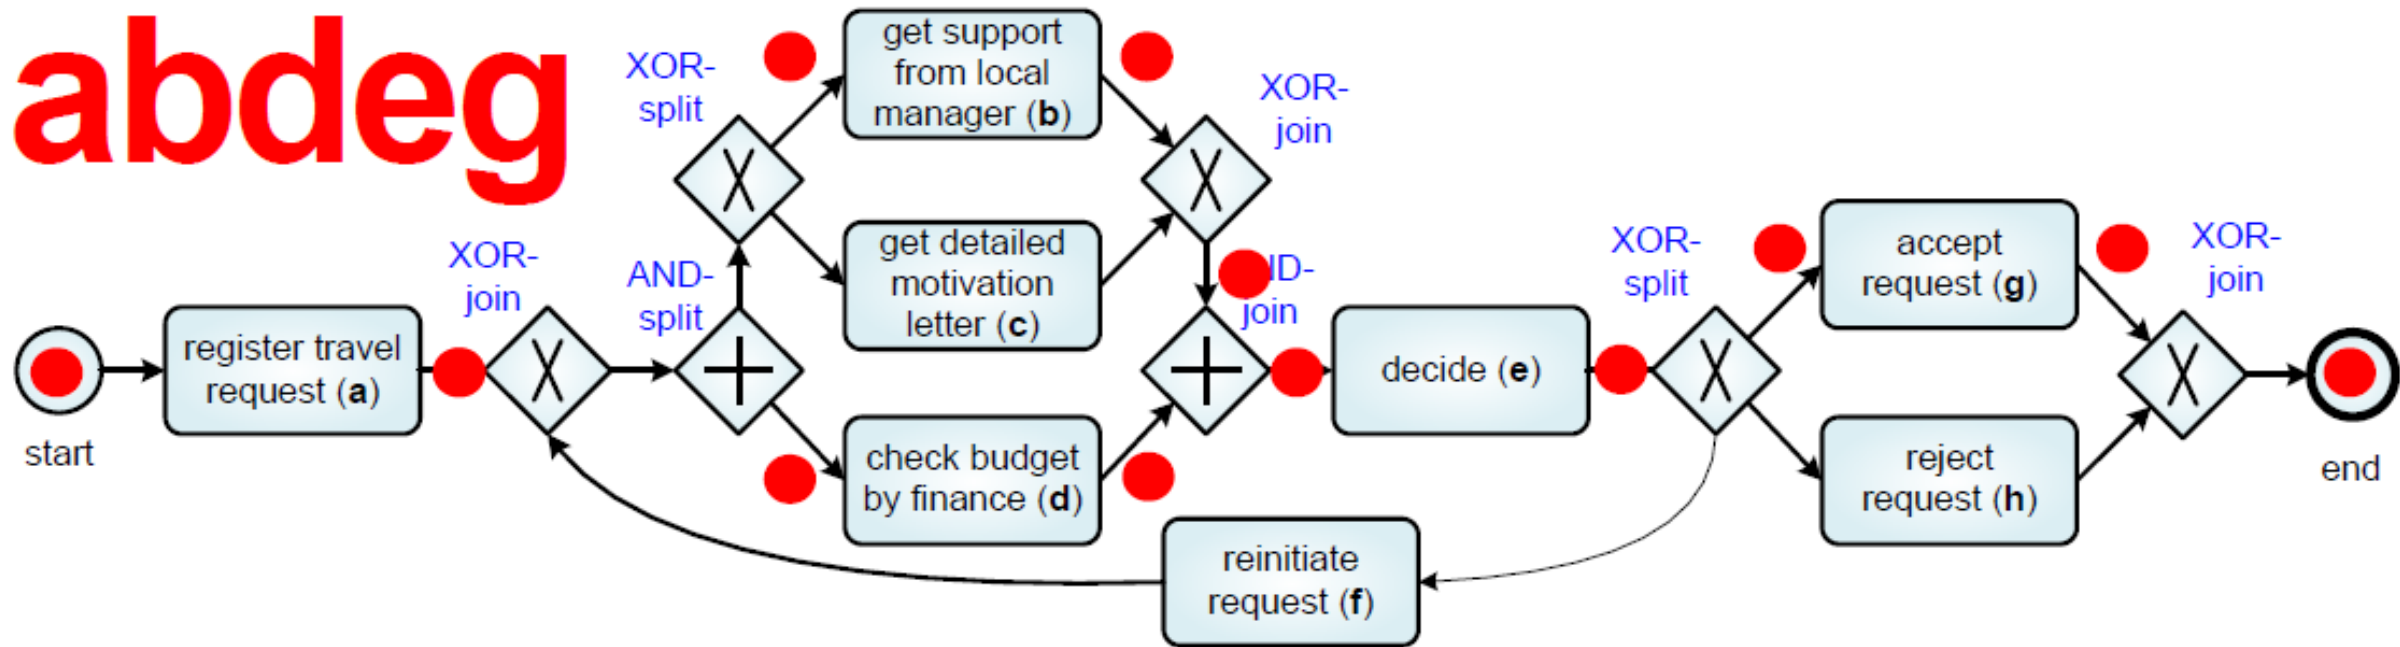 abdeg
XOR-
split
get support
from local
manager (b)
XOR-
join
XOR-
join
AND-
split
get detailed
motivation
letter (c)
ID-
join
XOR-
split
accept
request (g)
XOR-
join
register travel
request (a)
decide (e)
start
check budget
by finance (d)
reject
request (h)
end
reinitiate
request (f)